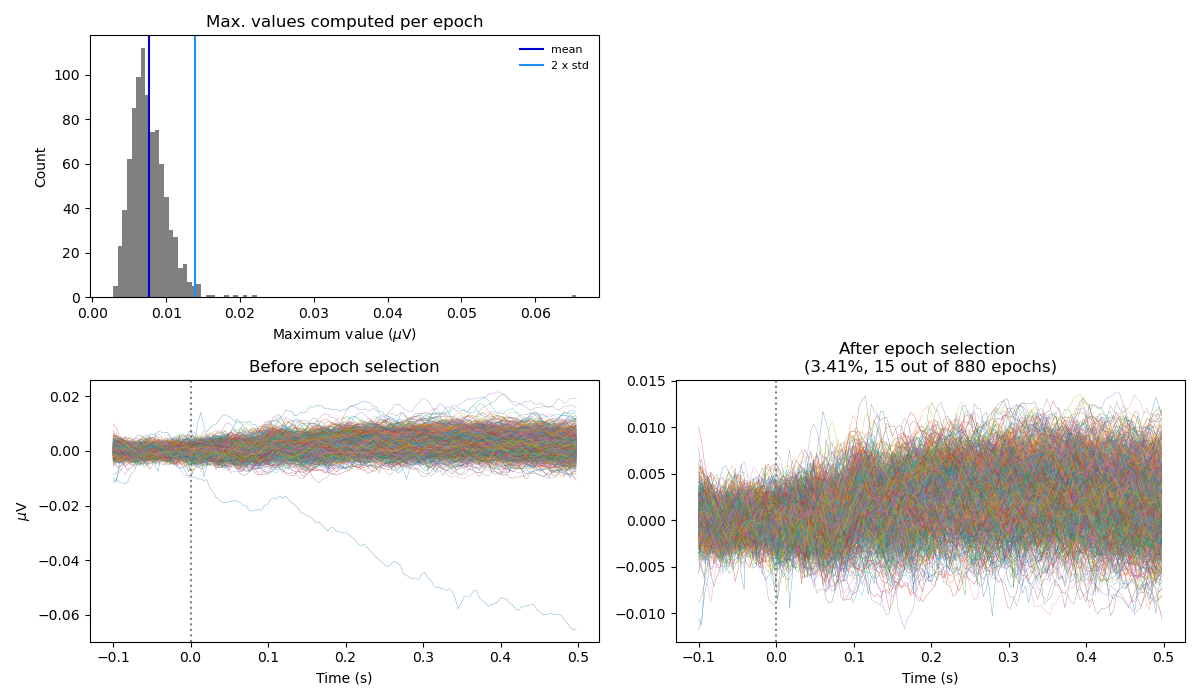 Max. values computed per epoch
mean
2 x std
100
80
60
40
20
0
Count
0.00 0.01 0.02 0.03 0.04 0.05 0.06
Maximum value (μV)
Before epoch selection
0.02
0.00
−0.02
−0.04
−0.06
μV
−0.1 0.0 0.1 0.2 0.3 0.4 0.5
Time (s)
After epoch selection
(3.41%, 15 out of 880 epochs)
0.015
0.010
0.005
0.000
−0.005
−0.010
−0.1 0.0 0.1 0.2 0.3 0.4 0.5
Time (s)